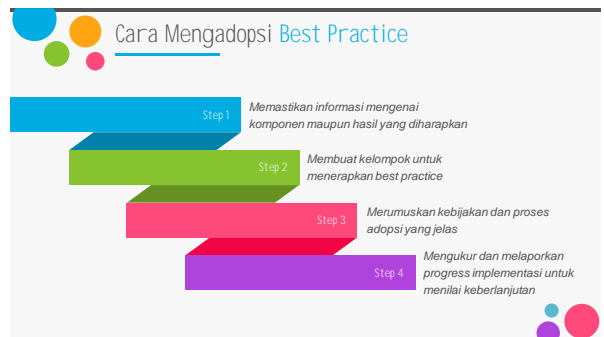 Cara Mengadopsi Best Practice
Step 1
Memastikan informasi mengenai
komponen maupun hasil yang diharapkan
Step 2
Membuat kelompok untuk
menerapkan best practice
Step 3
Merumuskan kebijakan dan proses
adopsi yang jelas
Step 4
Mengukur dan melaporkan
progress implementasi untuk
menilai keberlanjutan